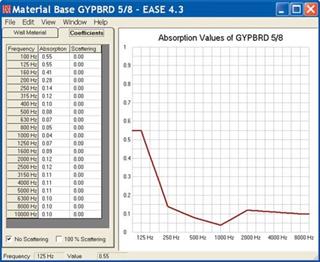 Material Base GYPBRD 5/8 - EASE 4.3
File Edit View Window Help
Wall Material Coefficients
Frequency Absorption Scattering
100 Hz 0.55 0.00
125 Hz 0.55 0.00
160 Hz 0.41 0.00
200 Hz 0.28 0.00
250 Hz 0.14 0.00
315 Hz 0.12 0.00
400 Hz 0.10 0.00
500 Hz 0.08 0.00
630 Hz 0.07 0.00
800 Hz 0.05 0.00
1000 Hz 0.04 0.00
1250 Hz 0.07 0.00
1600 Hz 0.09 0.00
2000 Hz 0.12 0.00
2500 Hz 0.12 0.00
3150 Hz 0.11 0.00
4000 Hz 0.11 0.00
5000 Hz 0.11 0.00
6300 Hz 0.10 0.00
8000 Hz 0.10 0.00
10000 Hz 0.10 0.00
No Scattering 100 % Scattering
Frequency 125 Hz Value 0.55
Absorption Values of GYPBRD 5/8
1
0.9
0.8
0.7
0.6
0.5
0.4
0.3
0.2
0.1
0
125 Hz 250 Hz 500 Hz 1000 Hz 2000 Hz 4000 Hz 8000 Hz